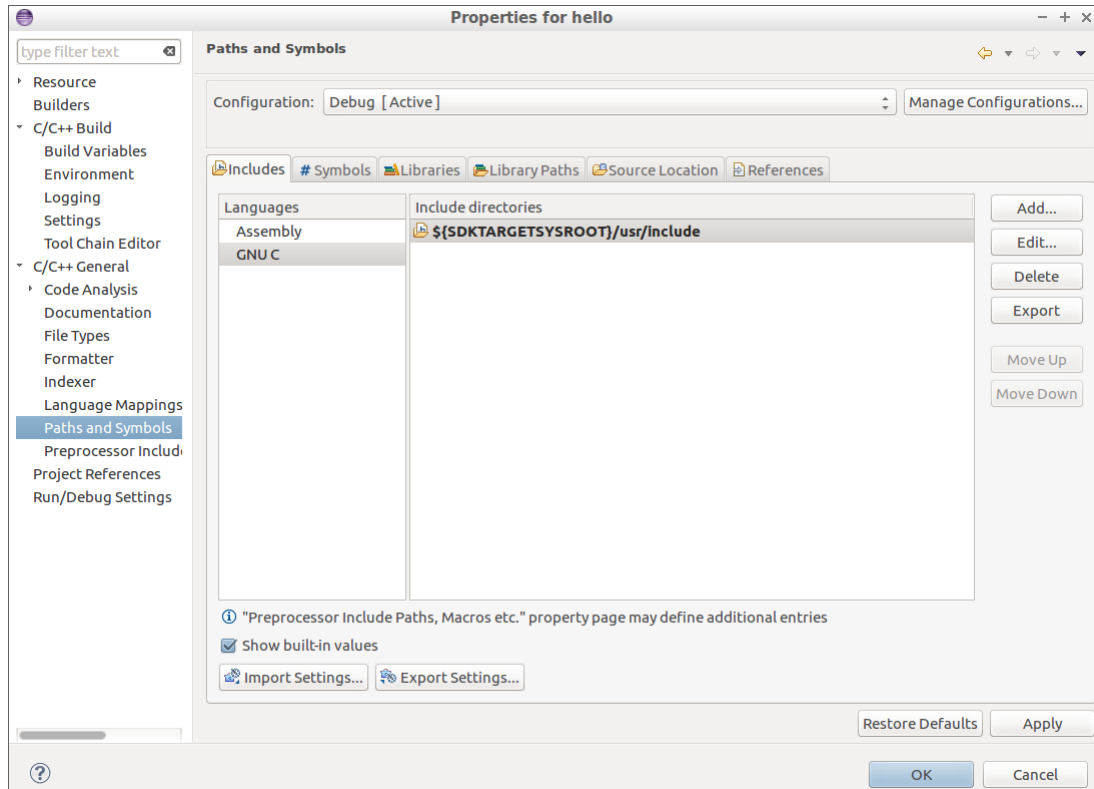 Properties for hello
type filter text
Resource
Builders
C/C++ Build
Build Variables
Environment
Logging
Settings
Tool Chain Editor
C/C++ General
Code Analysis
Documentation
File Types
Formatter
Indexer
Language Mappings
Paths and Symbols
Preprocessor Includ
Project References
Run/Debug Settings
Paths and Symbols
Configuration: Debug [ Active ] Manage Configurations...
Includes # Symbols Libraries Library Paths Source Location References
Languages Include directories
Assembly ${SDKTARGETSYSROOT}/usr/include
GNU C
Add...
Edit...
Delete
Export
Move Up
Move Down
"Preprocessor Include Paths, Macros etc." property page may define additional entries
Show built-in values
Import Settings... Export Settings...
Restore Defaults Apply
? OK Cancel